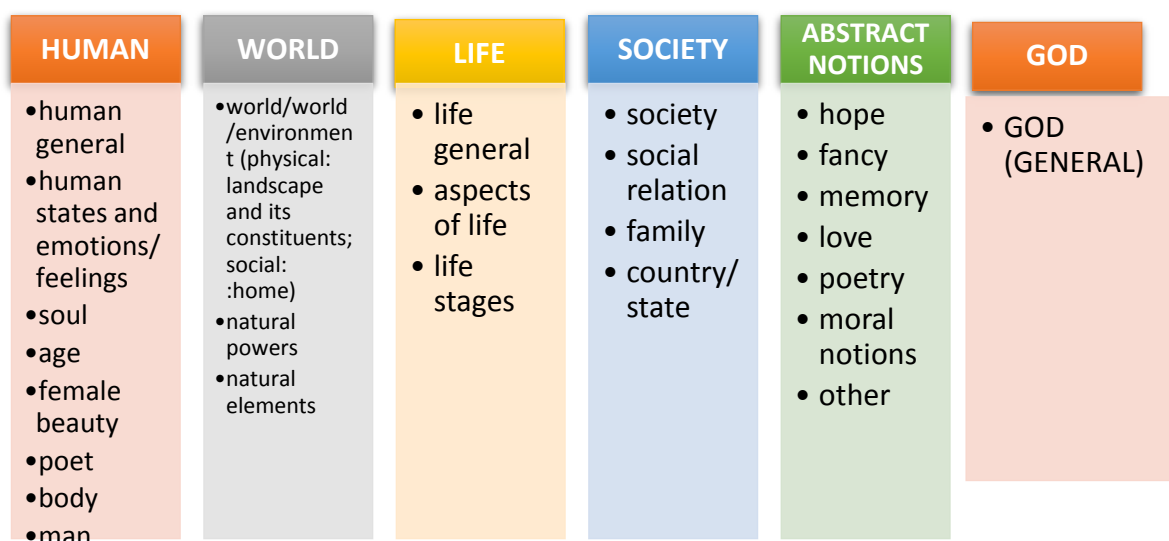 HUMAN
•human
general
•human
states and
emotions/
feelings
•soul
•age
•female
beauty
•poet
•body
•man
WORLD
•world/world
/environmen
t (physical:
landscape
and its
constituents;
social:
:home)
•natural
powers
•natural
elements
LIFE
• life
general
• aspects
of life
• life
stages
SOCIETY
• society
• social
relation
• family
• country/
state
ABSTRACT
NOTIONS
• hope
• fancy
• memory
• love
• poetry
• moral
notions
• other
GOD
• GOD
(GENERAL)